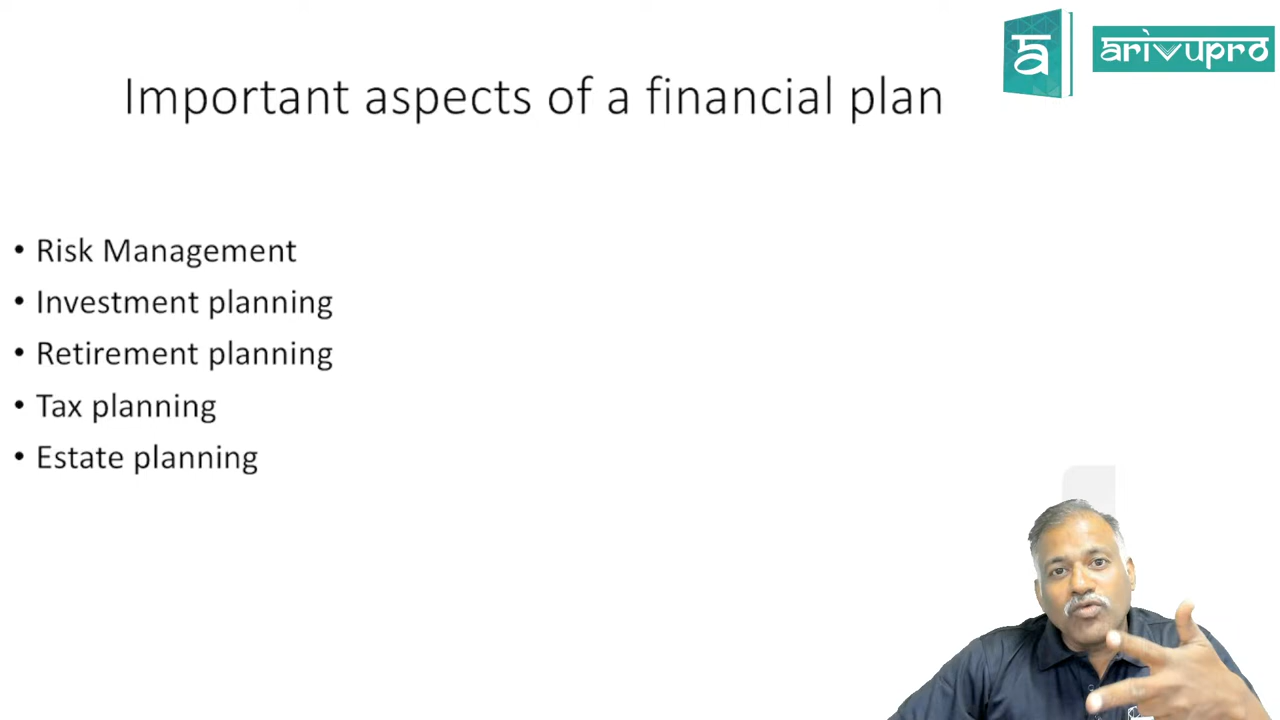 arivupro
Important aspects of a financial plan
• Risk Management
• Investment planning
• Retirement planning
• Tax planning
• Estate planning